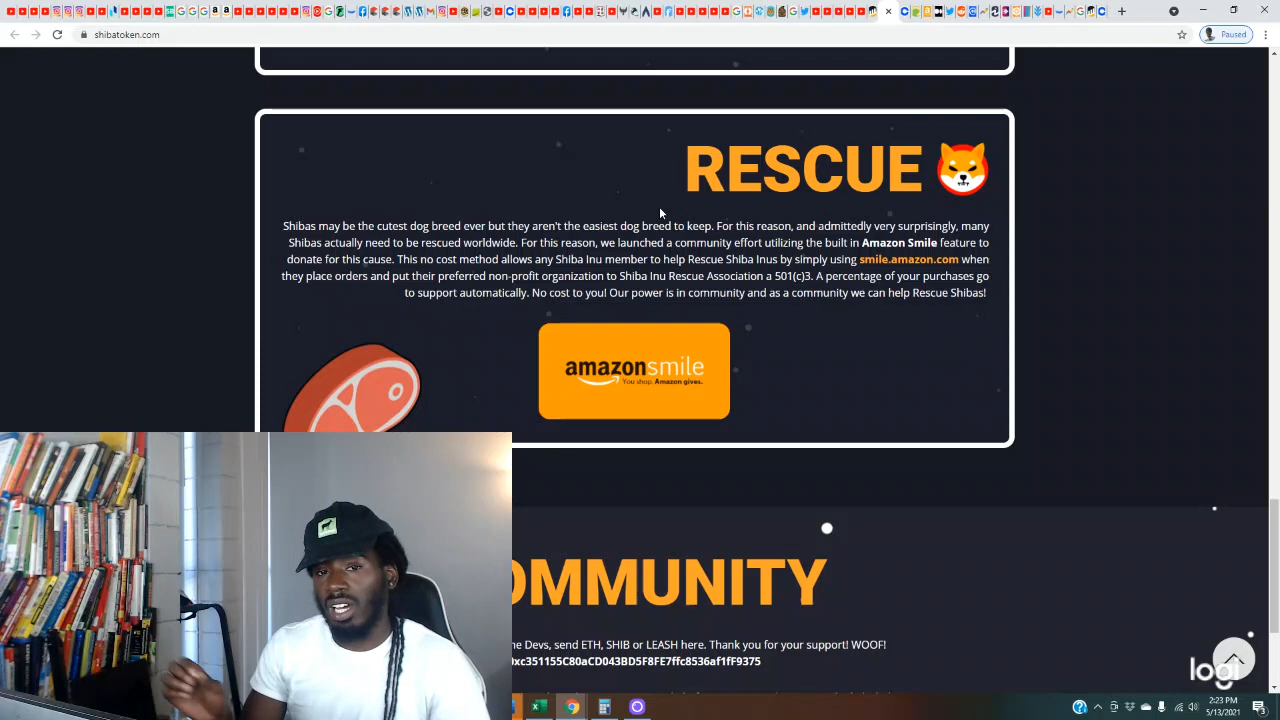 shibatoken.com
Paused
RESCUE
Shibas may be the cutest dog breed ever but they aren't the easiest dog breed to keep. For this reason, and admittedly very surprisingly, many
Shibas actually need to be rescued worldwide. For this reason, we launched a community effort utilizing the built in Amazon Smile feature to
donate for this cause. This no cost method allows any Shiba Inu member to help Rescue Shiba Inus by simply using smile.amazon.com when
they place orders and put their preferred non-profit organization to Shiba Inu Rescue Association a 501(c)3. A percentage of your purchases go
to support automatically. No cost to you! Our power is in community and as a community we can help Rescue Shibas!
amazonsmile
You shop. Amazon gives.
OMMUNITY
he Devs, send ETH, SHIB or LEASH here. Thank you for your support! WOOF!
0xc351155C80aCD043BD5F8FE7ffc8536af1fF9375
logi
2:23 PM
5/13/2021